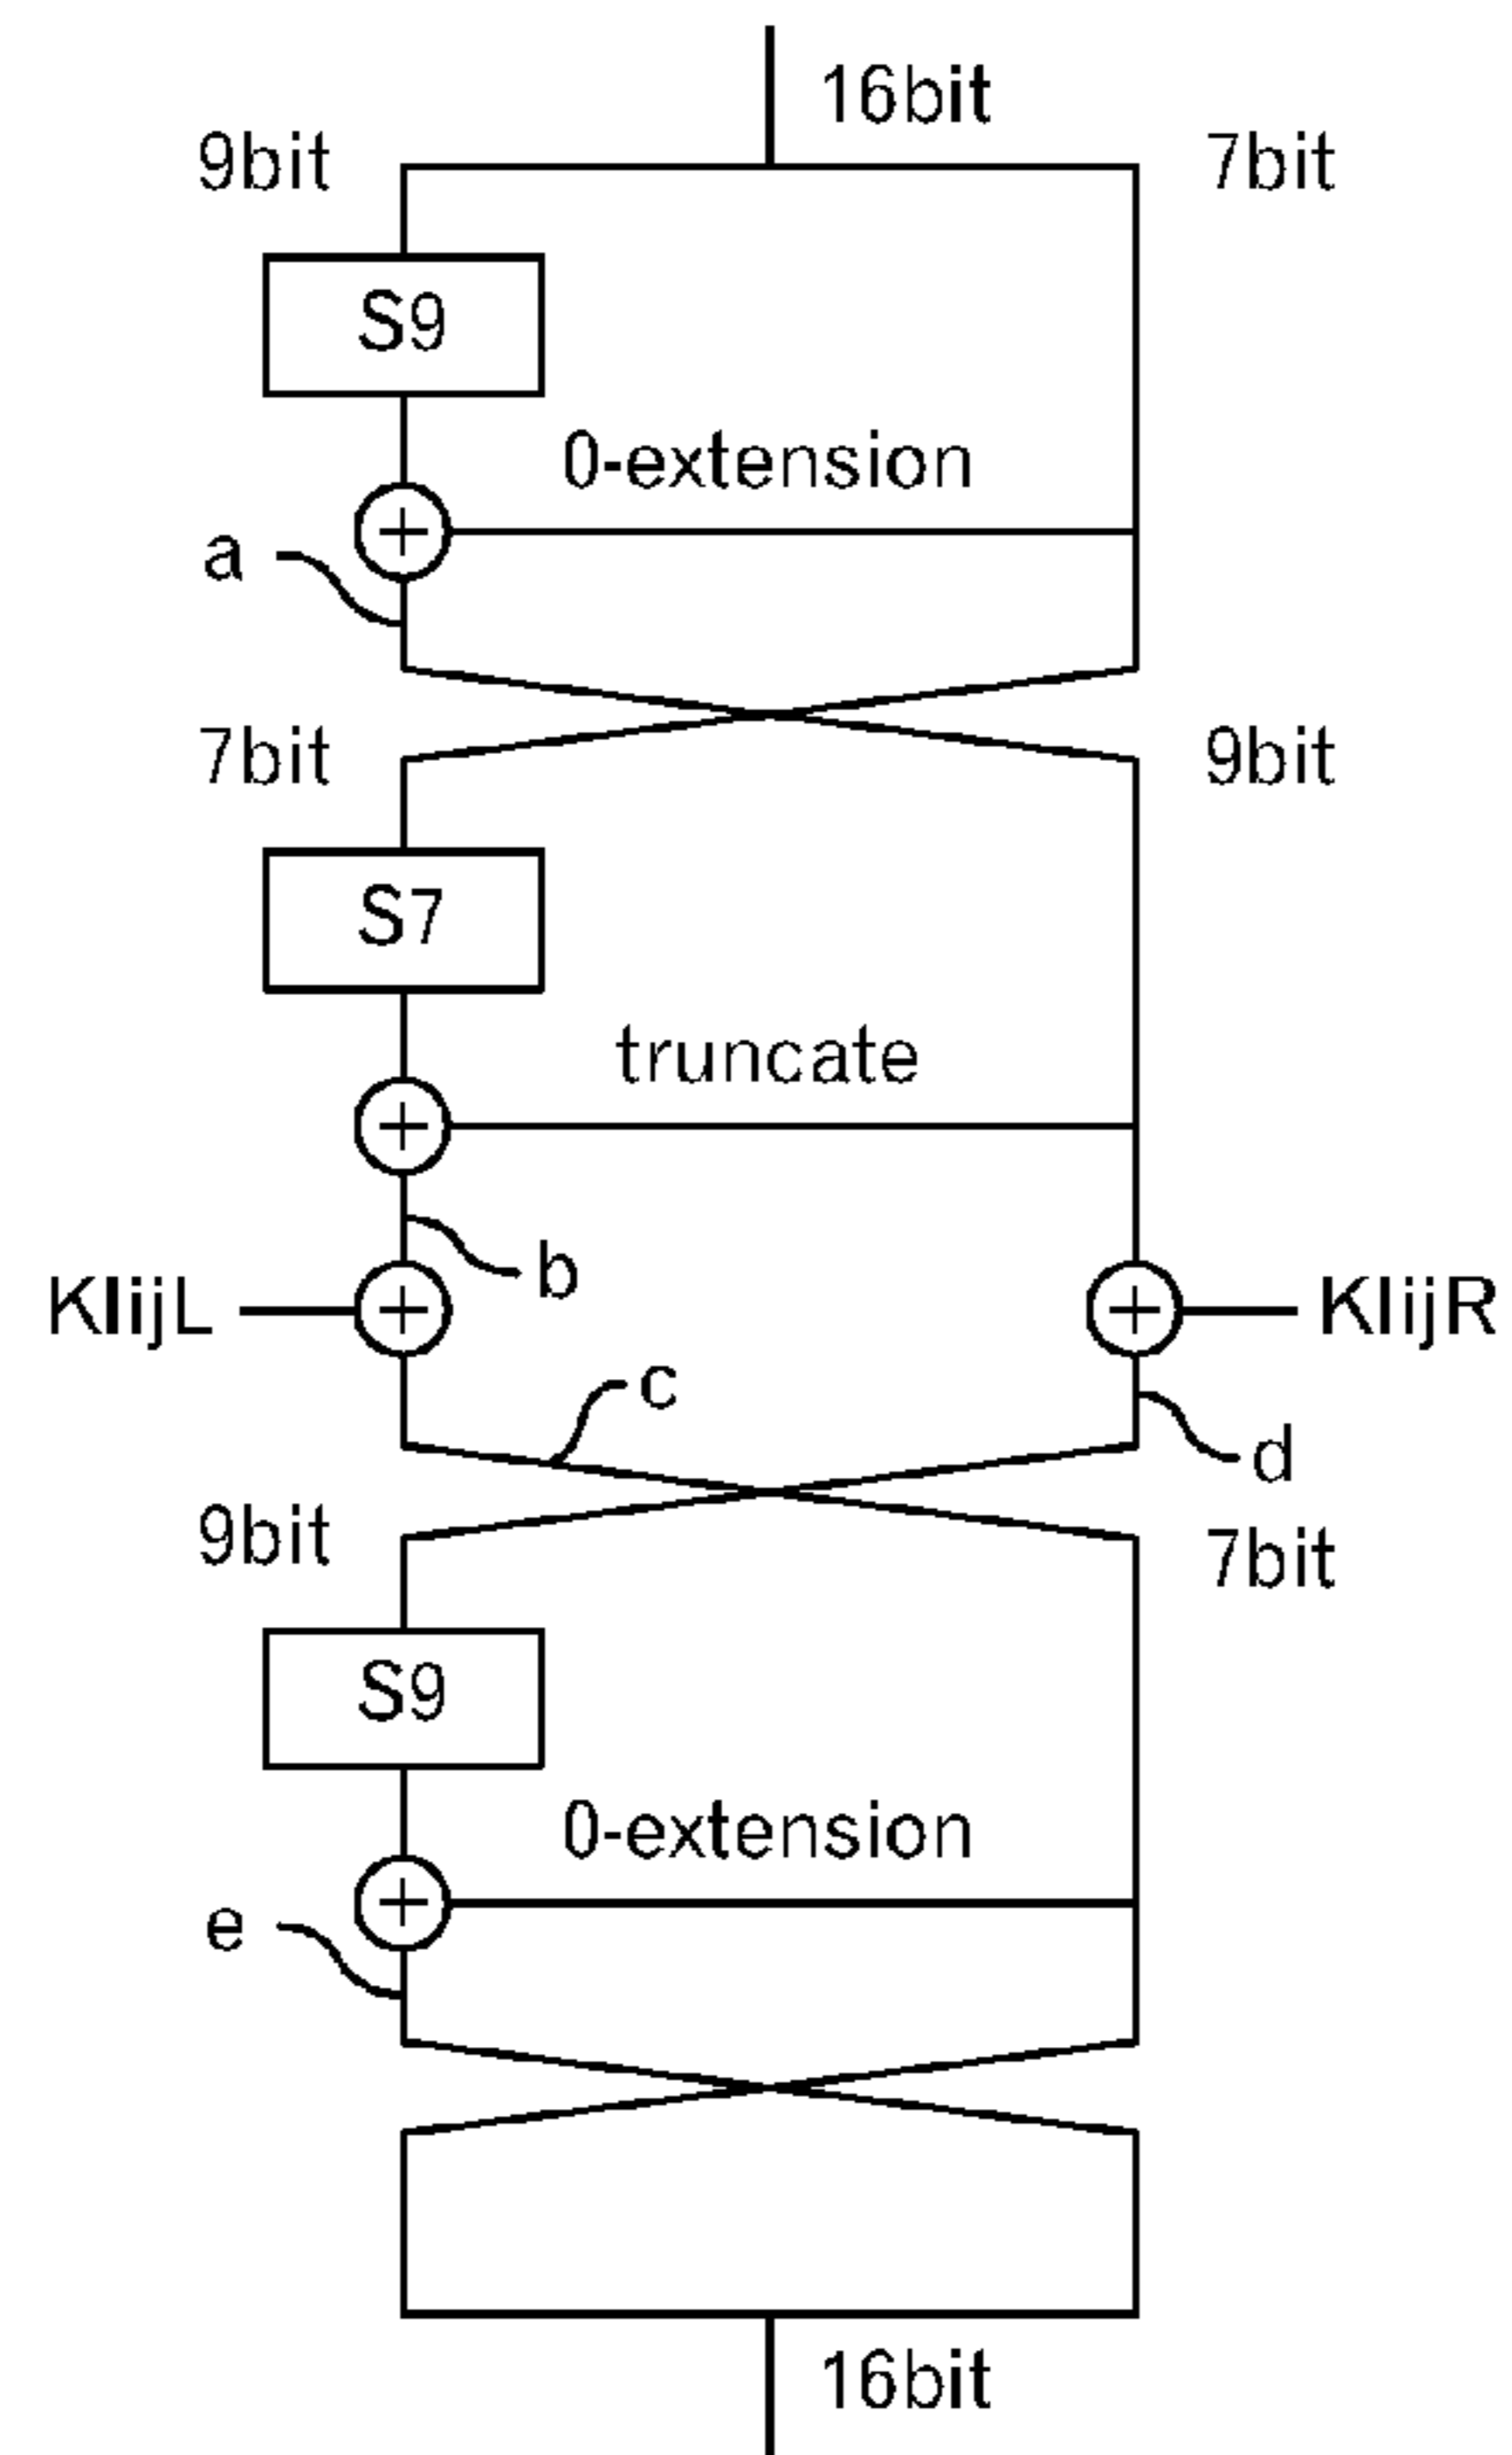 16bit
9bit
7bit
S9
0-extension
a
7bit
9bit
S7
truncate
b
KIijL
KIijR
c
d
9bit
7bit
S9
0-extension
e
16bit